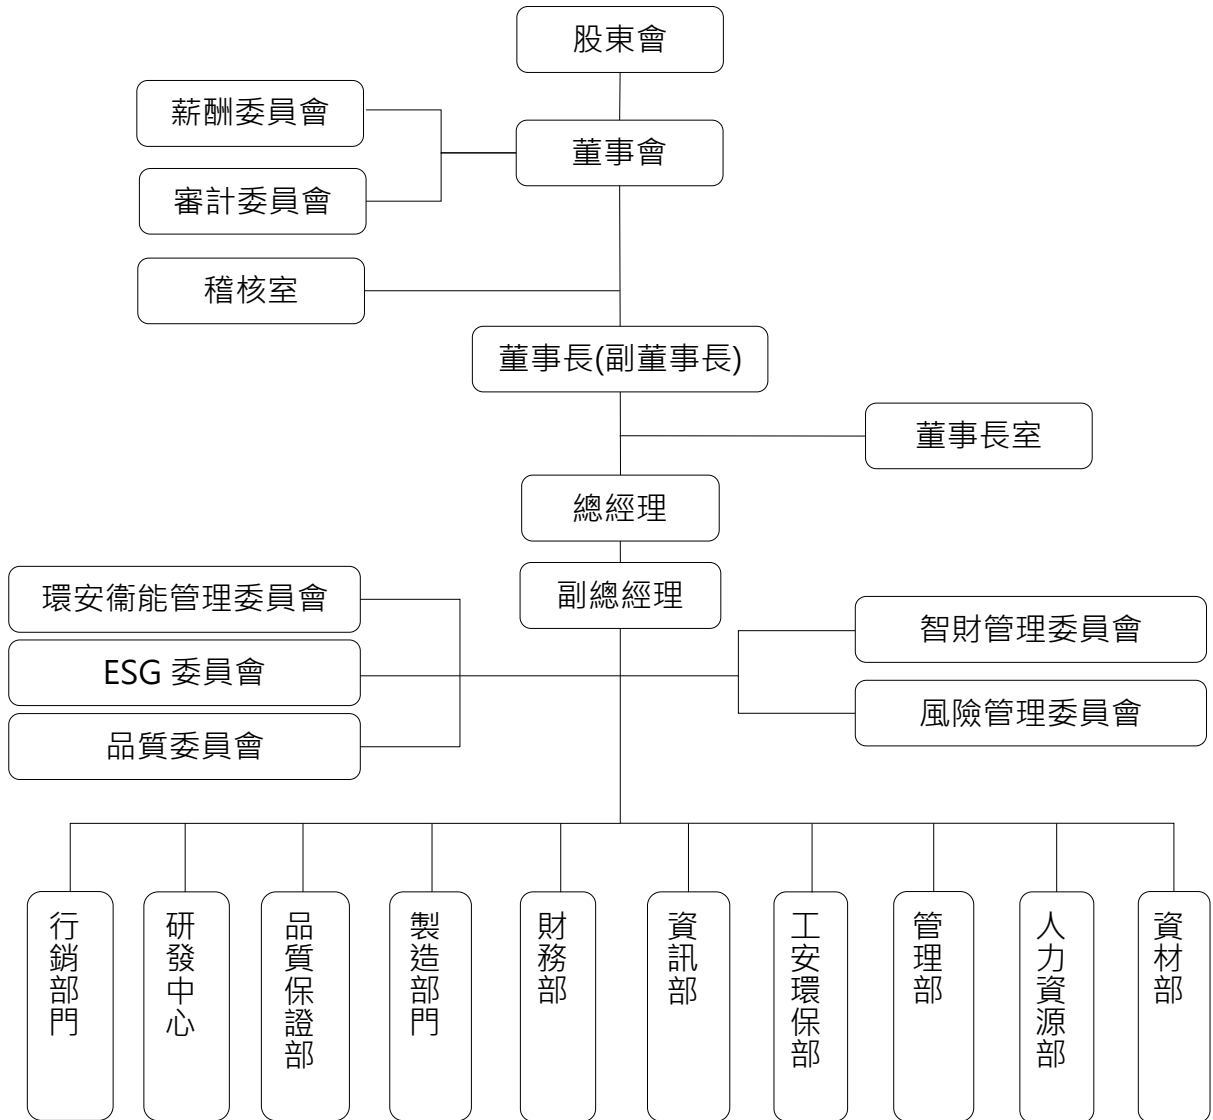 股東會
薪酬委員會
董事會
審計委員會
稽核室
董事長(副董事長)
董事長室
總經理
副總經理
環安衞能管理委員會
ESG 委員會
品質委員會
智財管理委員會
風險管理委員會
行銷部門
研發中心
品質保證部
製造部門
財務部
資訊部
工安環保部
管理部
人力資源部
資材部